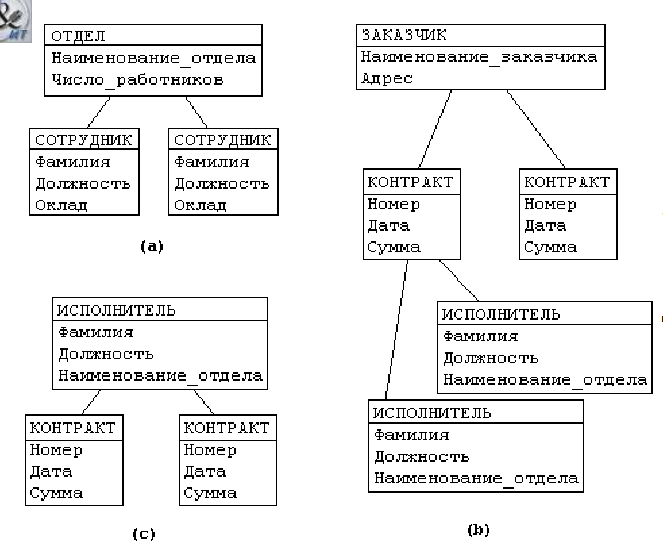 & ИТ
ОТДЕЛ
Наименование_отдела
Число_работников
СОТРУДНИК
Фамилия
Должность
Оклад
СОТРУДНИК
Фамилия
Должность
Оклад
(a)
ЗАКАЗЧИК
Наименование_заказчика
Адрес
КОНТРАКТ
Номер
Дата
Сумма
КОНТРАКТ
Номер
Дата
Сумма
ИСПОЛНИТЕЛЬ
Фамилия
Должность
Наименование_отдела
ИСПОЛНИТЕЛЬ
Фамилия
Должность
Наименование_отдела
(b)
ИСПОЛНИТЕЛЬ
Фамилия
Должность
Наименование_отдела
КОНТРАКТ
Номер
Дата
Сумма
КОНТРАКТ
Номер
Дата
Сумма
(c)